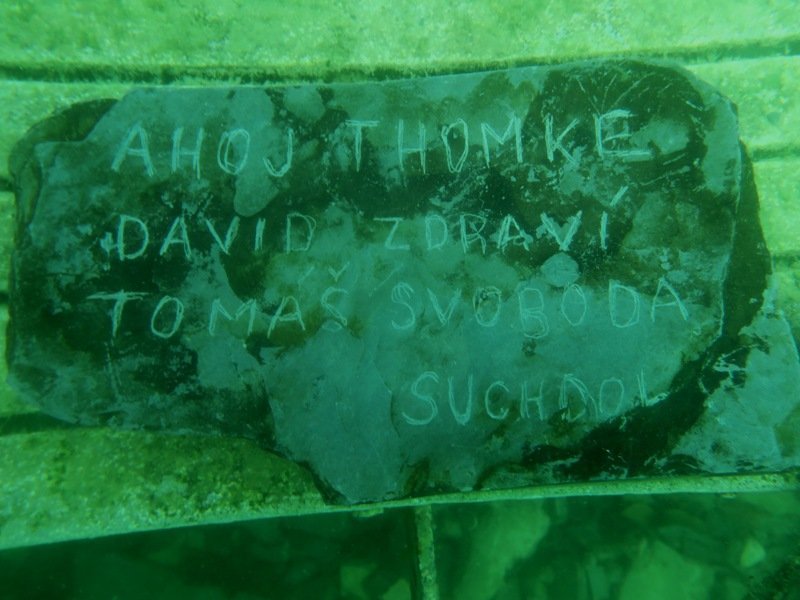 AHOJ THOMKE
DAVID ZDRAVÍ
TOMÁŠ SVOBODA
SUCHDOL